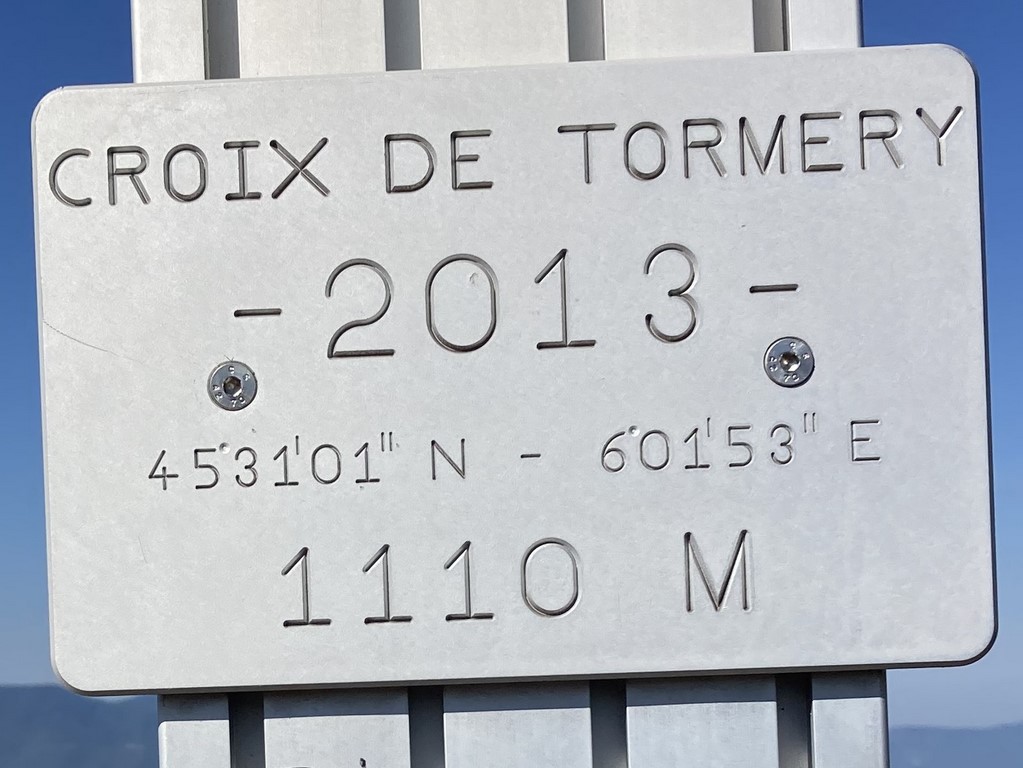 CROIX DE TORMERY
-2013-
45°31'01" N - 6°01'53" E
1110 M